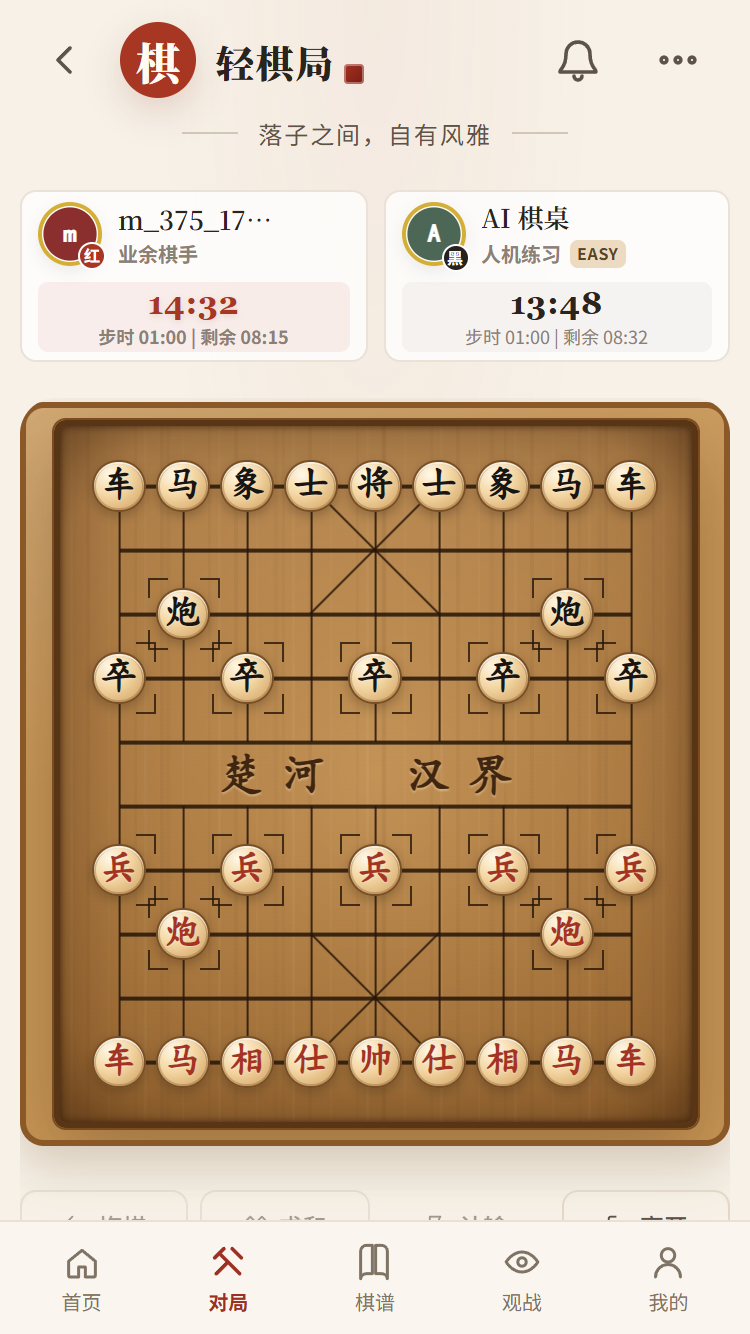 棋 轻棋局
落子之间，自有风雅
m m_375_17… A AI 棋桌
红 业余棋手 黑 人机练习 EASY
14:32 13:48
步时 01:00 | 剩余 08:15 步时 01:00 | 剩余 08:32
车 马 象 士 将 士 象 马 车
炮 炮
卒 卒 卒 卒 卒
楚 河 汉 界
兵 兵 兵 兵 兵
炮 炮
车 马 相 仕 帅 仕 相 马 车
首页 对局 棋谱 观战 我的